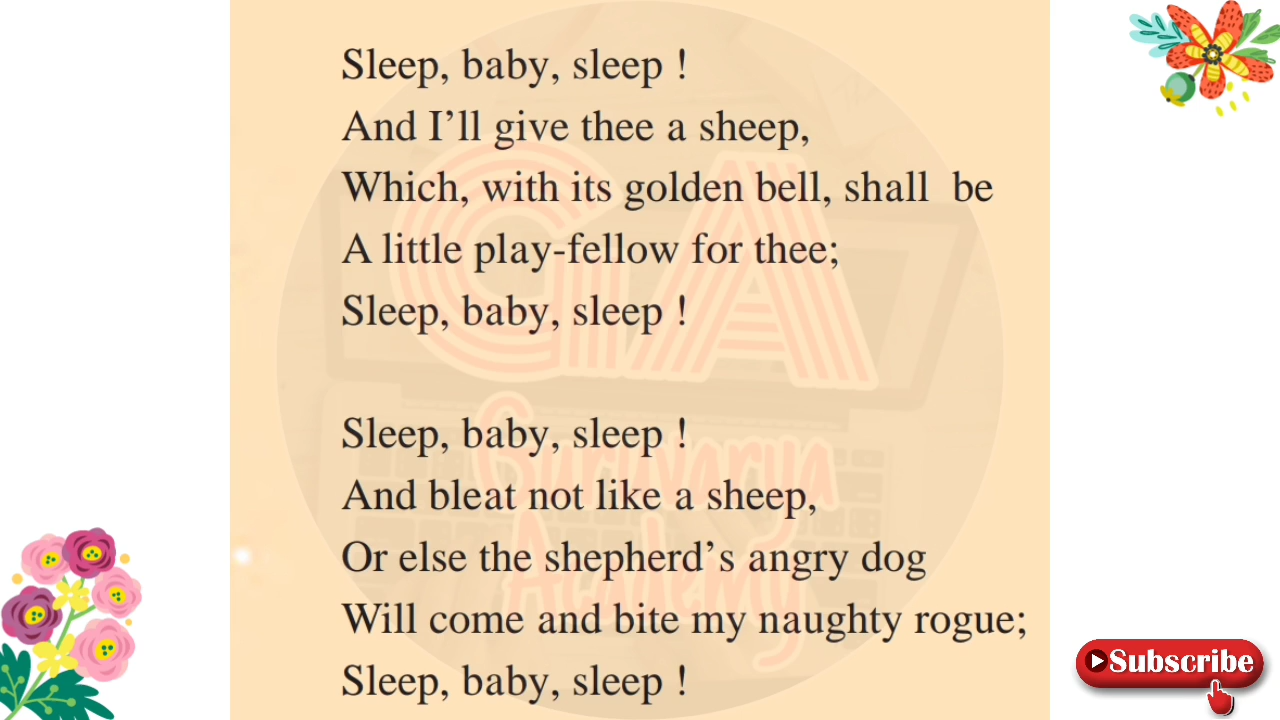 Sleep, baby, sleep !
And I’ll give thee a sheep,
Which, with its golden bell, shall be
A little play-fellow for thee;
Sleep, baby, sleep !
Sleep, baby, sleep !
And bleat not like a sheep,
Or else the shepherd’s angry dog
Will come and bite my naughty rogue;
Sleep, baby, sleep !
GA
Academy
Subscribe